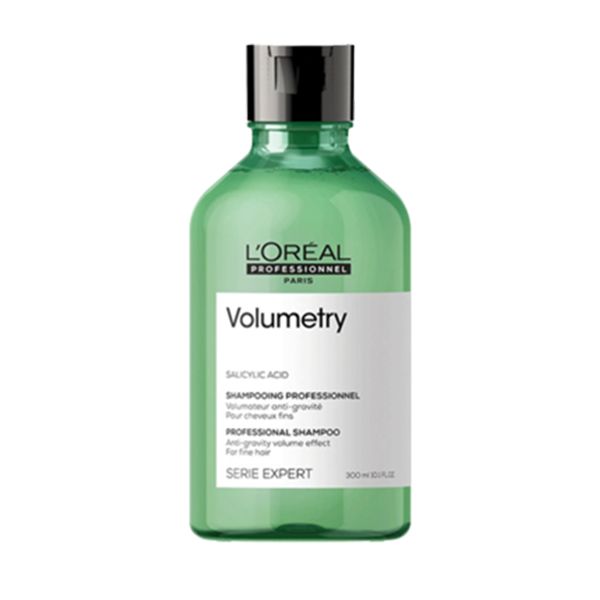 L'ORÉAL
PROFESSIONNEL
PARIS
Volumetry
SALICYLIC ACID
SHAMPOOING PROFESSIONNEL
Volumateur anti-gravité
Pour cheveux fins
PROFESSIONAL SHAMPOO
Anti-gravity volume effect
For fine hair
SERIE EXPERT 300 ml 10.1 FL.OZ